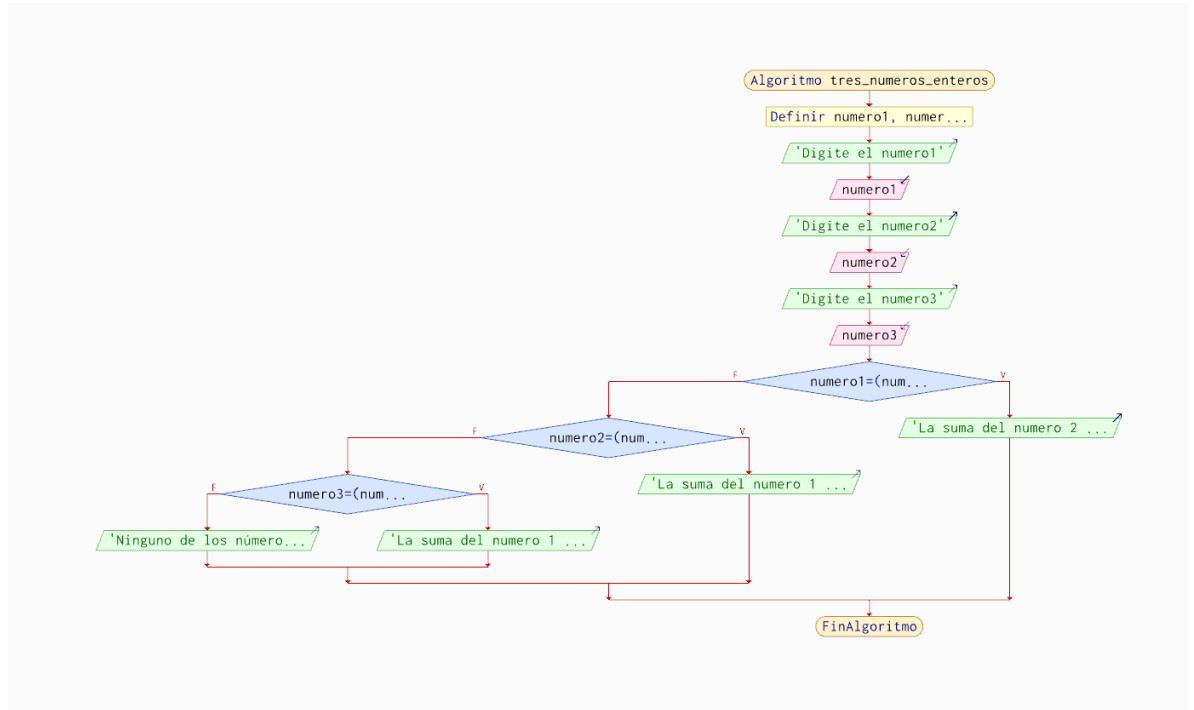 Algoritmo tres_numeros_enteros
Definir numero1, numer...
'Digite el numero1'
numero1
'Digite el numero2'
numero2
'Digite el numero3'
numero3
F
numero1=(num...
V
'La suma del numero 2 ...
F
numero2=(num...
V
'La suma del numero 1 ...
F
numero3=(num...
V
'Ninguno de los número...
'La suma del numero 1 ...
FinAlgoritmo